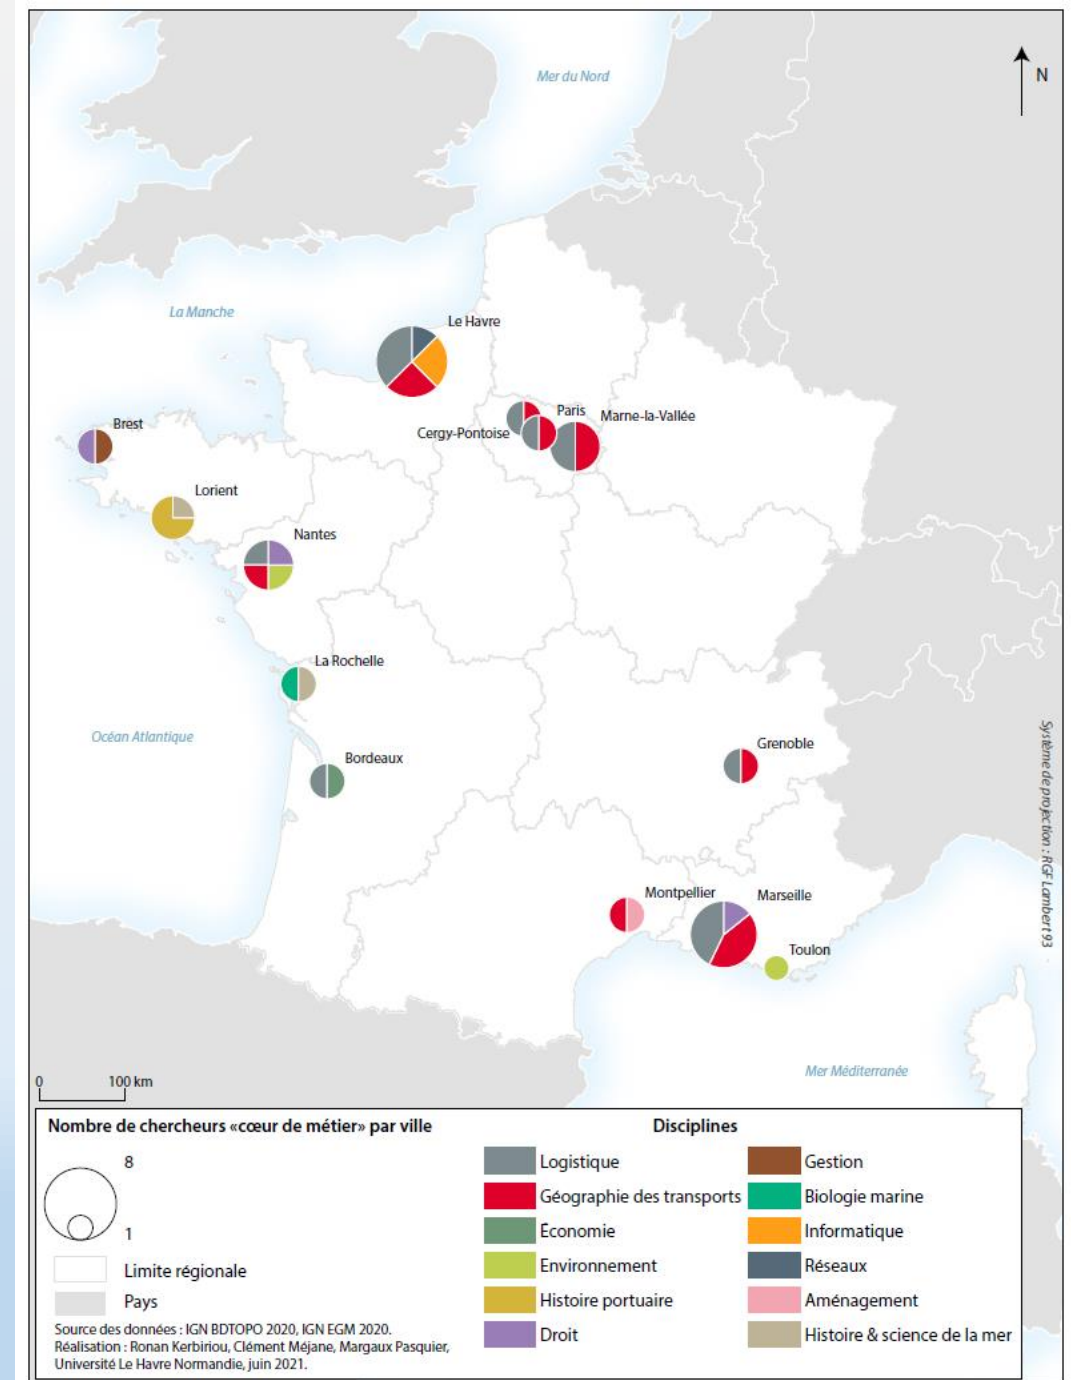 Mer du Nord
N
La Manche
Le Havre
Paris
Marne-la-Vallée
Cergy-Pontoise
Brest
Lorient
Nantes
La Rochelle
Océan Atlantique
Bordeaux
Grenoble
Système de projection : RGF Lambert 93
Montpellier
Marseille
Toulon
Mer Méditerranée
0 100 km
Nombre de chercheurs «cœur de métier» par ville
8
1
Limite régionale
Pays
Source des données : IGN BDTOPO 2020, IGN EGM 2020.
Réalisation : Ronan Kerbiriou, Clément Méjane, Margaux Pasquier,
Université Le Havre Normandie, juin 2021.
Disciplines
Logistique
Géographie des transports
Économie
Environnement
Histoire portuaire
Droit
Gestion
Biologie marine
Informatique
Réseaux
Aménagement
Histoire & science de la mer